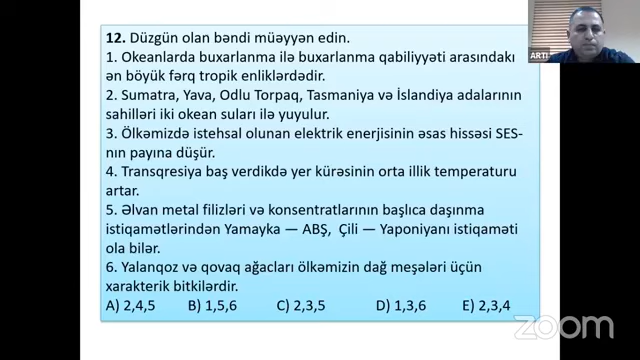 12. Düzgün olan bəndi müəyyən edin.
1. Okeanlarda buxarlanma ilə buxarlanma qabiliyyəti arasındakı
ən böyük fərq tropik enliklərdədir.
2. Sumatra, Yava, Odlu Torpaq, Tasmaniya və İslandiya adalarının
sahilləri iki okean suları ilə yuyulur.
3. Ölkəmizdə istehsal olunan elektrik enerjisinin əsas hissəsi SES-
nın payına düşür.
4. Transqresiya baş verdikdə yer kürəsinin orta illik temperaturu
artar.
5. Əlvan metal filizləri və konsentratlarının başlıca daşınma
istiqamətlərindən Yamayka — ABŞ, Çili — Yaponiyanı istiqaməti
ola bilər.
6. Yalanqoz və qovaq ağacları ölkəmizin dağ meşələri üçün
xarakterik bitkilərdir.
A) 2,4,5 B) 1,5,6 C) 2,3,5 D) 1,3,6 E) 2,3,4
ARTI
zoom